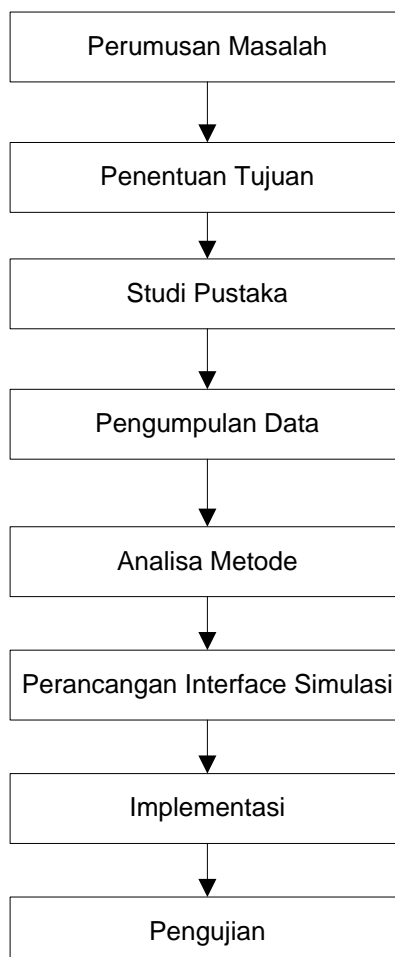 Perumusan Masalah
Penentuan Tujuan
Studi Pustaka
Pengumpulan Data
Analisa Metode
Perancangan Interface Simulasi
Implementasi
Pengujian